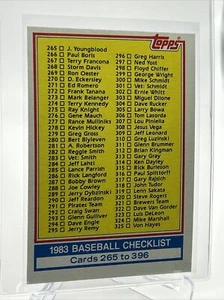 TOPPS
265 J. Youngblood
266 Paul Boris
267 Terry Francona
268 Storm Davis
269 Ron Oester
270 D. Eckersley
271 Ed Romero
272 Frank Tanana
273 Mark Belanger
274 Terry Kennedy
275 Ray Knight
276 Gene Mauch
277 Rance Mulliniks
278 Kevin Hickey
279 Greg Gross
280 Bert Blyleven
281 A. Robertson
282 Reggie Smith
283 Smith
284 Jeff Lahti
285 Lance Parrish
286 Rick Langford
287 Bobby Brown
288 Joe Cowley
289 Jerry Dybzinski
290 Jeff Reardon
291 Pirates Team
292 Craig Swan
293 Glenn Gulliver
294 Dave Engle
295 Jerry Remy
296 Greg Harris
297 Ned Yost
298 Floyd Chiffer
299 George Wright
300 Mike Schmidt
301 Vet: Schmidt
302 Ernie Whitt
303 Miguel Dilone
304 Dave Rucker
305 Larry Bowa
306 Tom Lasorda
307 Lou Piniella
308 Jesus Vega
309 Jeff Leonard
310 Greg Luzinski
311 Glenn Brummer
312 Brian Kingman
313 Gary Gray
314 Ken Dayley
315 Rick Burleson
316 Paul Splittorff
317 Gary Rajsich
318 John Tudor
319 Lenn Sakata
320 Steve Rogers
321 Brewers Team
322 Dave Van Gorder
323 Luis DeLeon
324 Mike Marshall
325 Von Hayes
1983 BASEBALL CHECKLIST
Cards 265 to 396